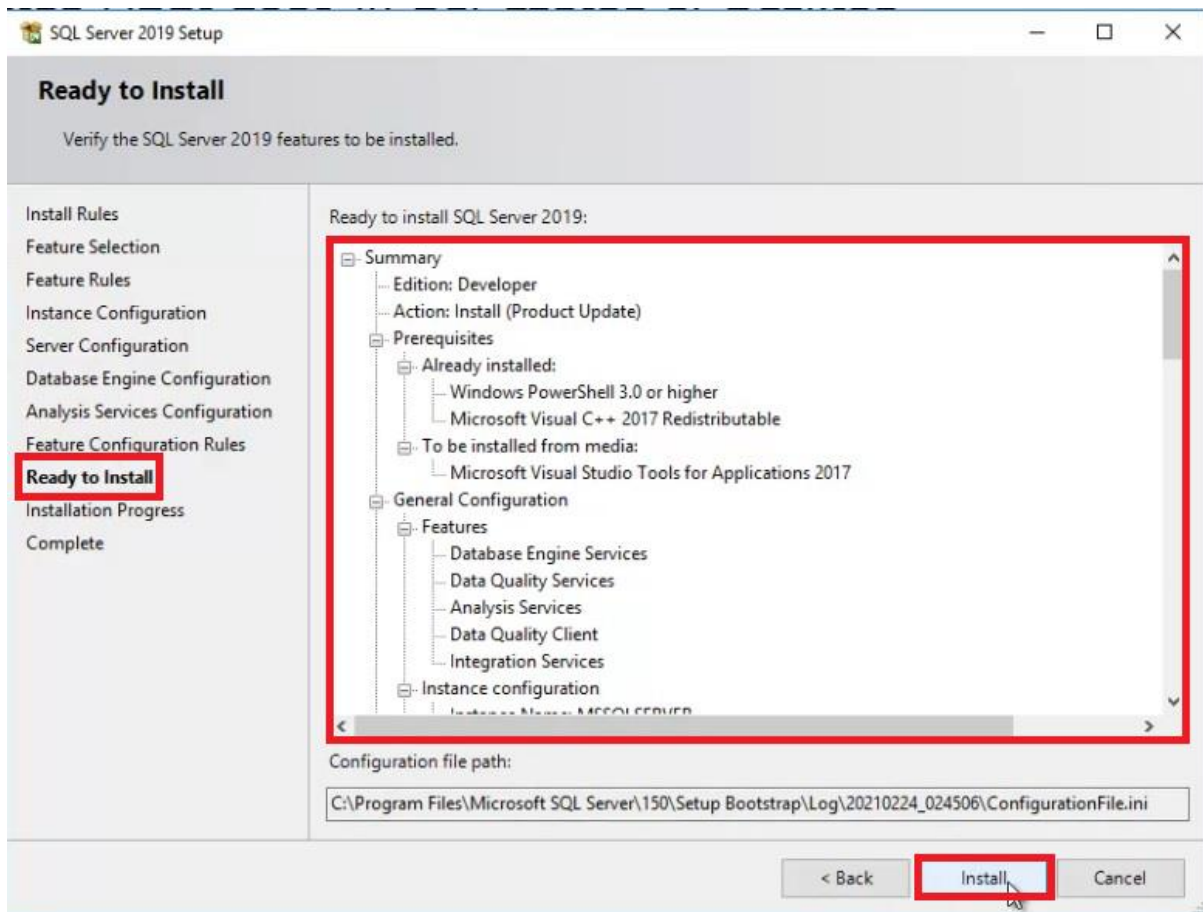 SQL Server 2019 Setup
Ready to Install
Verify the SQL Server 2019 features to be installed.
Install Rules
Feature Selection
Feature Rules
Instance Configuration
Server Configuration
Database Engine Configuration
Analysis Services Configuration
Feature Configuration Rules
Ready to Install
Installation Progress
Complete
Ready to install SQL Server 2019:
Summary
Edition: Developer
Action: Install (Product Update)
Prerequisites
Already installed:
Windows PowerShell 3.0 or higher
Microsoft Visual C++ 2017 Redistributable
To be installed from media:
Microsoft Visual Studio Tools for Applications 2017
General Configuration
Features
Database Engine Services
Data Quality Services
Analysis Services
Data Quality Client
Integration Services
Instance configuration
Instance Name: MSSQLSERVER
Configuration file path:
C:\Program Files\Microsoft SQL Server\150\Setup Bootstrap\Log\20210224_024506\ConfigurationFile.ini
< Back
Install
Cancel